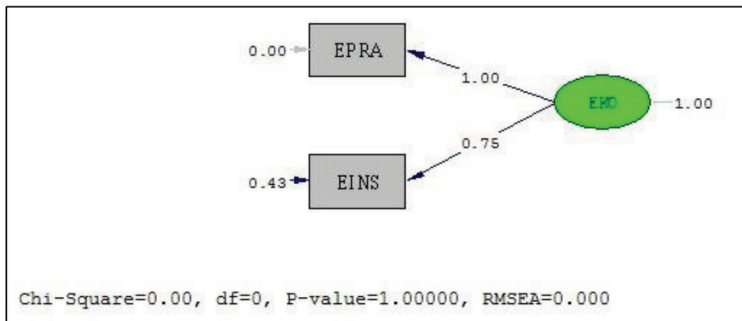 0.00
EPRA
1.00
EKO
1.00
0.75
0.43
EINS
Chi-Square=0.00, df=0, P-value=1.00000, RMSEA=0.000